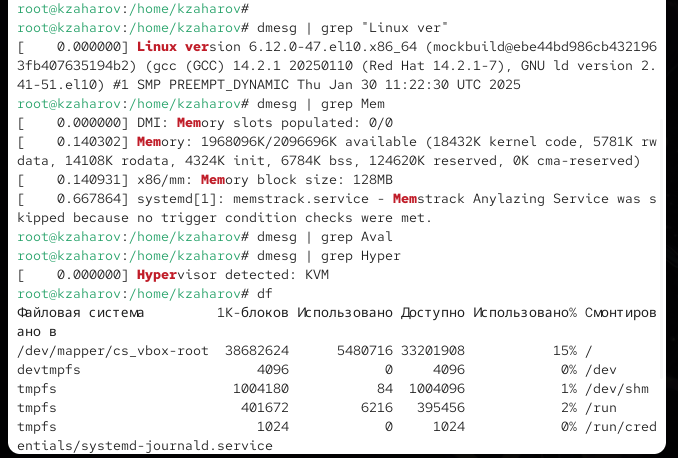 root@kzaharov:/home/kzaharov#
root@kzaharov:/home/kzaharov# dmesg | grep "Linux ver"
[    0.000000] Linux version 6.12.0-47.el10.x86_64 (mockbuild@ebe44bd986cb432196
3fb407635194b2) (gcc (GCC) 14.2.1 20250110 (Red Hat 14.2.1-7), GNU ld version 2.
41-51.el10) #1 SMP PREEMPT_DYNAMIC Thu Jan 30 11:22:30 UTC 2025
root@kzaharov:/home/kzaharov# dmesg | grep Mem
[    0.000000] DMI: Memory slots populated: 0/0
[    0.140302] Memory: 1968096K/2096696K available (18432K kernel code, 5781K rw
data, 14108K rodata, 4324K init, 6784K bss, 124620K reserved, 0K cma-reserved)
[    0.140931] x86/mm: Memory block size: 128MB
[    0.667864] systemd[1]: memstrack.service - Memstrack Anylazing Service was s
kipped because no trigger condition checks were met.
root@kzaharov:/home/kzaharov# dmesg | grep Aval
root@kzaharov:/home/kzaharov# dmesg | grep Hyper
[    0.000000] Hypervisor detected: KVM
root@kzaharov:/home/kzaharov# df
Файловая система         1K-блоков Использовано Доступно Использовано% Смонтиров
ано в
/dev/mapper/cs_vbox-root  38682624      5480716 33201908           15% /
devtmpfs                      4096            0     4096            0% /dev
tmpfs                      1004180           84  1004096            1% /dev/shm
tmpfs                       401672         6216   395456            2% /run
tmpfs                         1024            0     1024            0% /run/cred
entials/systemd-journald.service